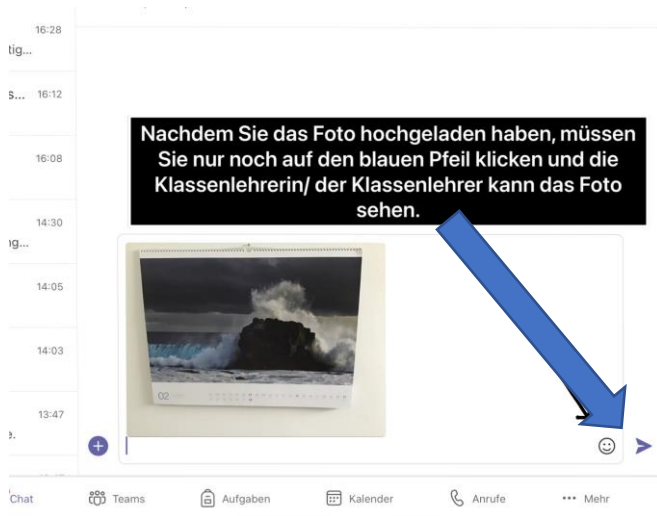 16:28
tig...
s... 16:12
16:08
14:30
ng...
14:05
14:03
13:47
e.
Nachdem Sie das Foto hochgeladen haben, müssen
Sie nur noch auf den blauen Pfeil klicken und die
Klassenlehrerin/ der Klassenlehrer kann das Foto
sehen.
02
Chat Teams Aufgaben Kalender Anrufe Mehr